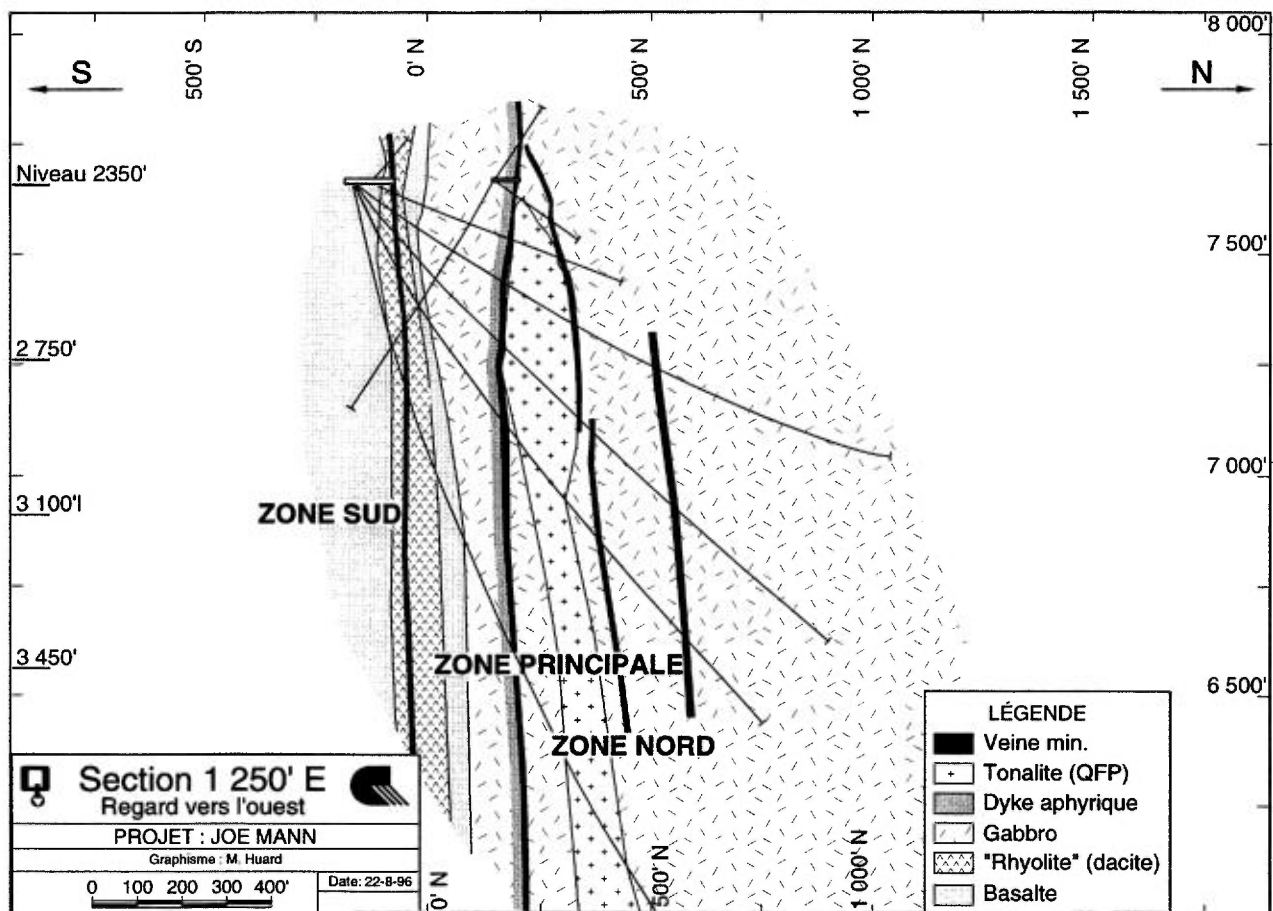 8 000'
S
500' S
0' N
500' N
1 000' N
1 500' N
N
Niveau 2350'
7 500'
2 750'
7 000'
3 100'
ZONE SUD
3 450'
ZONE PRINCIPALE
6 500'
ZONE NORD
LÉGENDE
Veine min.
Tonalite (QFP)
Dyke aphyrique
Gabbro
"Rhyolite" (dacite)
Basalte
Section 1 250' E
Regard vers l'ouest
PROJET : JOE MANN
Graphisme : M. Huard
Date: 22-8-96
0 100 200 300 400'
0' N
500' N
1 000' N